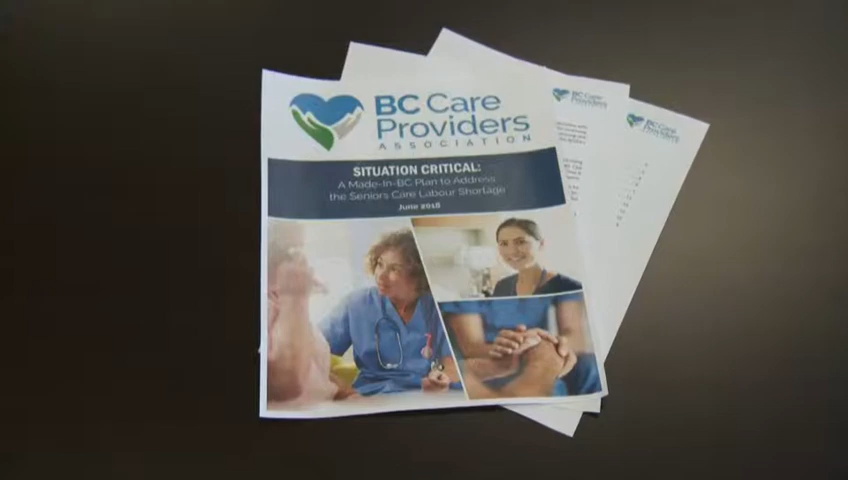 BC Care
Providers
ASSOCIATION
SITUATION CRITICAL:
A Made-In-BC Plan to Address
the Seniors Care Labour Shortage
June 2018
BC Care
Providers
BC Care
Providers